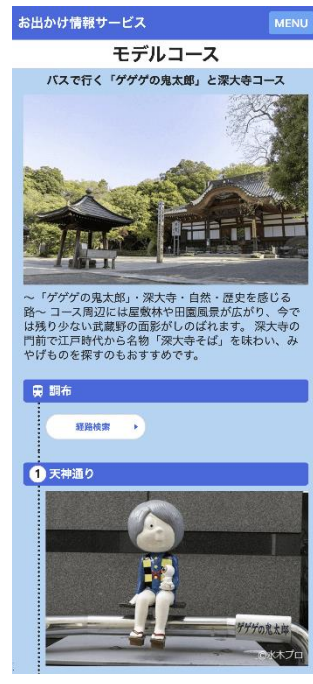 お出かけ情報サービス
MENU
モデルコース
バスで行く「ゲゲゲの鬼太郎」と深大寺コース
～「ゲゲゲの鬼太郎」・深大寺・自然・歴史を感じる
路～ コース周辺には屋敷林や田園風景が広がり、今で
は残り少ない武蔵野の面影がしのばれます。 深大寺の
門前で江戸時代から名物「深大寺そば」を味わい、み
やげものを探すのもおすすめです。
調布
経路検索
1 天神通り
ゲゲゲの鬼太郎
©水木プロ